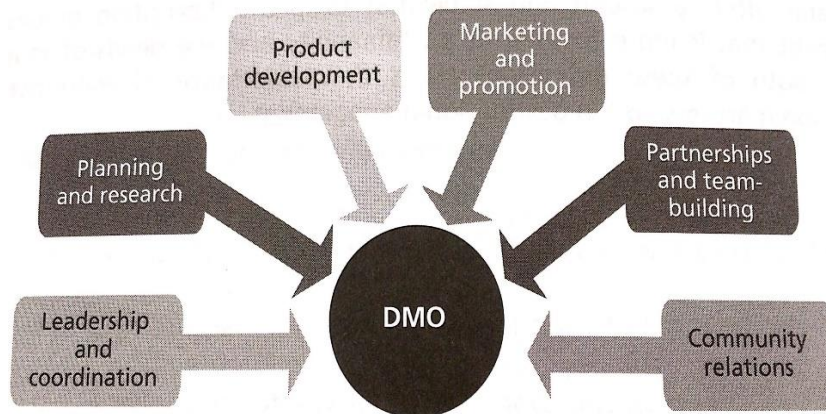 Product
development
Marketing
and
promotion
Planning
and research
Partnerships
and team-
building
Leadership
and
coordination
DMO
Community
relations